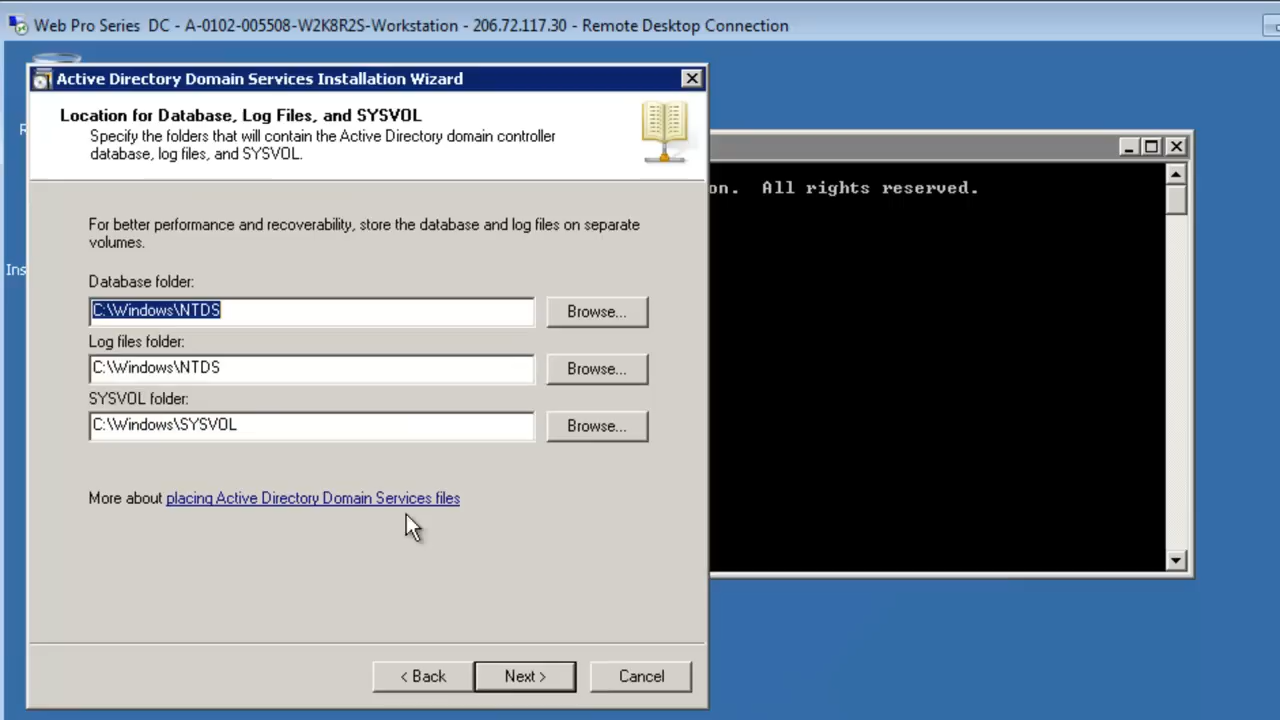 Web Pro Series DC - A-0102-005508-W2K8R2S-Workstation - 206.72.117.30 - Remote Desktop Connection
Active Directory Domain Services Installation Wizard
Location for Database, Log Files, and SYSVOL
Specify the folders that will contain the Active Directory domain controller
database, log files, and SYSVOL.
on. All rights reserved.
For better performance and recoverability, store the database and log files on separate
volumes.
Ins
Database folder:
C:\Windows\NTDS
Browse...
Log files folder:
C:\Windows\NTDS
Browse...
SYSVOL folder:
C:\Windows\SYSVOL
Browse...
More about placing Active Directory Domain Services files
< Back
Next >
Cancel